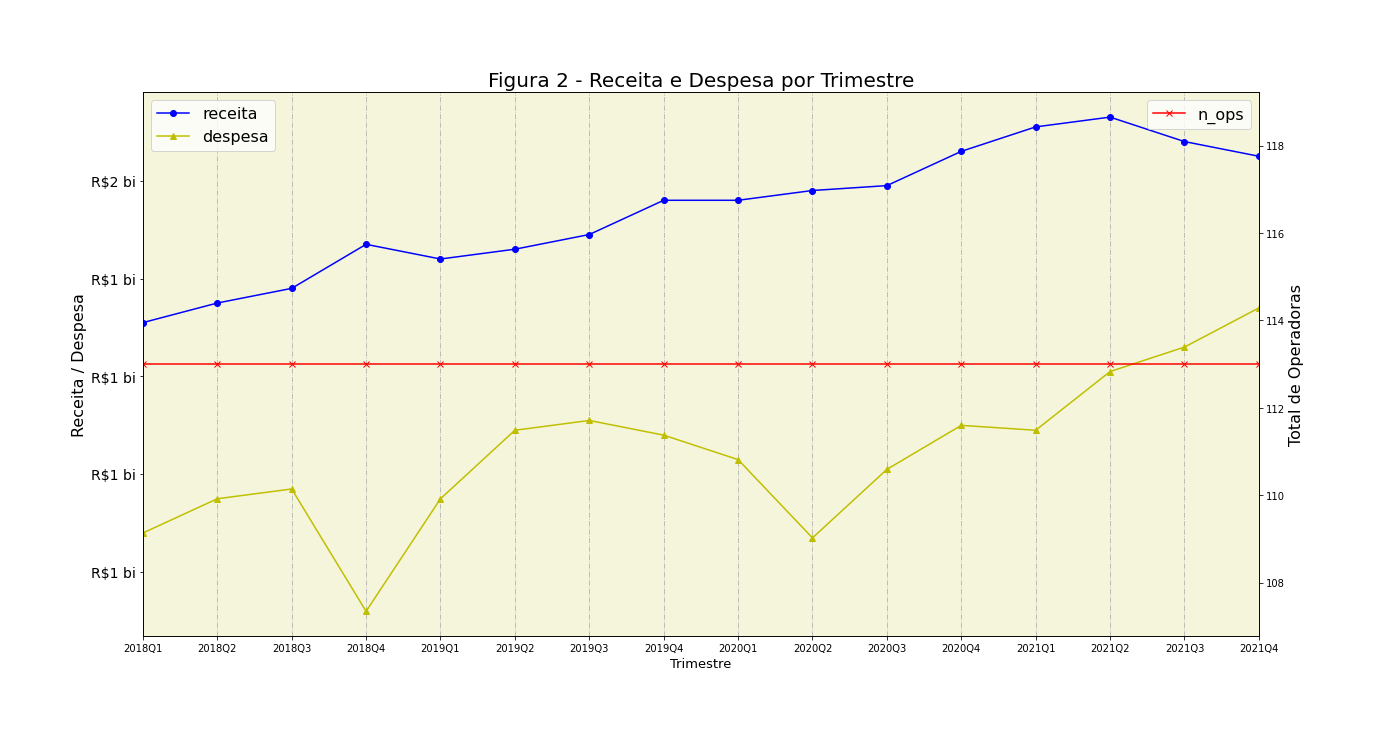 Figura 2 - Receita e Despesa por Trimestre
receita
despesa
n_ops
R$2 bi
R$1 bi
R$1 bi
R$1 bi
R$1 bi
Receita / Despesa
118
116
114
112
110
108
Total de Operadoras
2018Q1 2018Q2 2018Q3 2018Q4 2019Q1 2019Q2 2019Q3 2019Q4 2020Q1 2020Q2 2020Q3 2020Q4 2021Q1 2021Q2 2021Q3 2021Q4
Trimestre